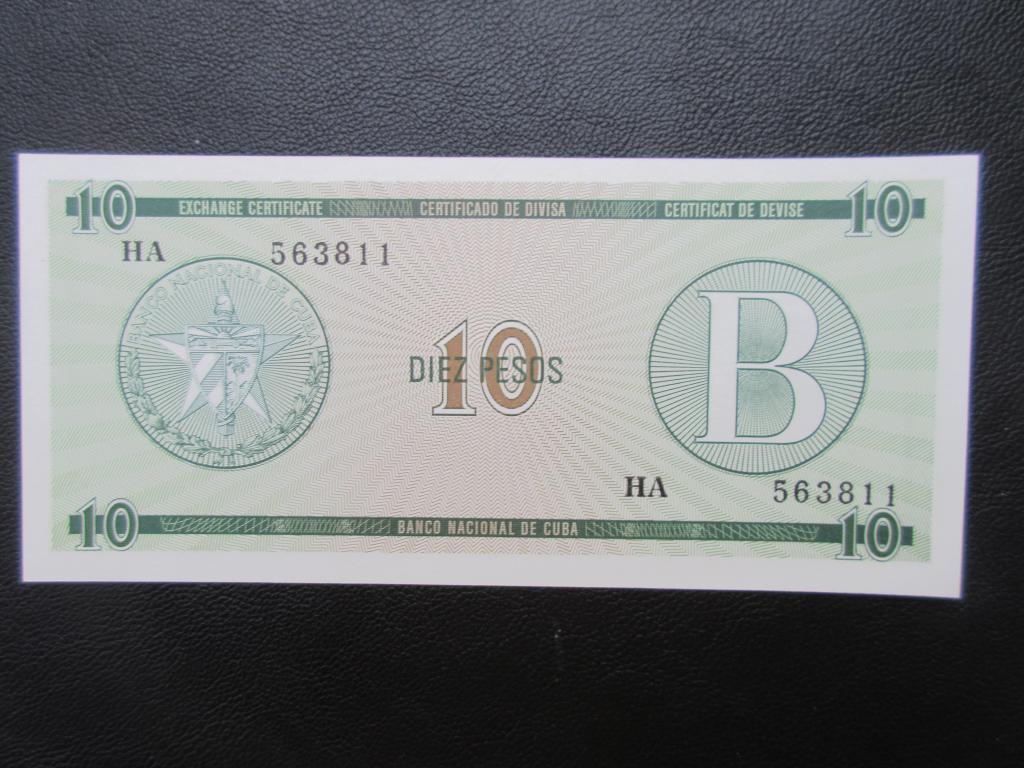 10 EXCHANGE CERTIFICATE CERTIFICADO DE DIVISA CERTIFICAT DE DEVISE 10
HA 563811
BANCO NACIONAL DE CUBA
10
DIEZ PESOS
B
HA 563811
10 BANCO NACIONAL DE CUBA 10